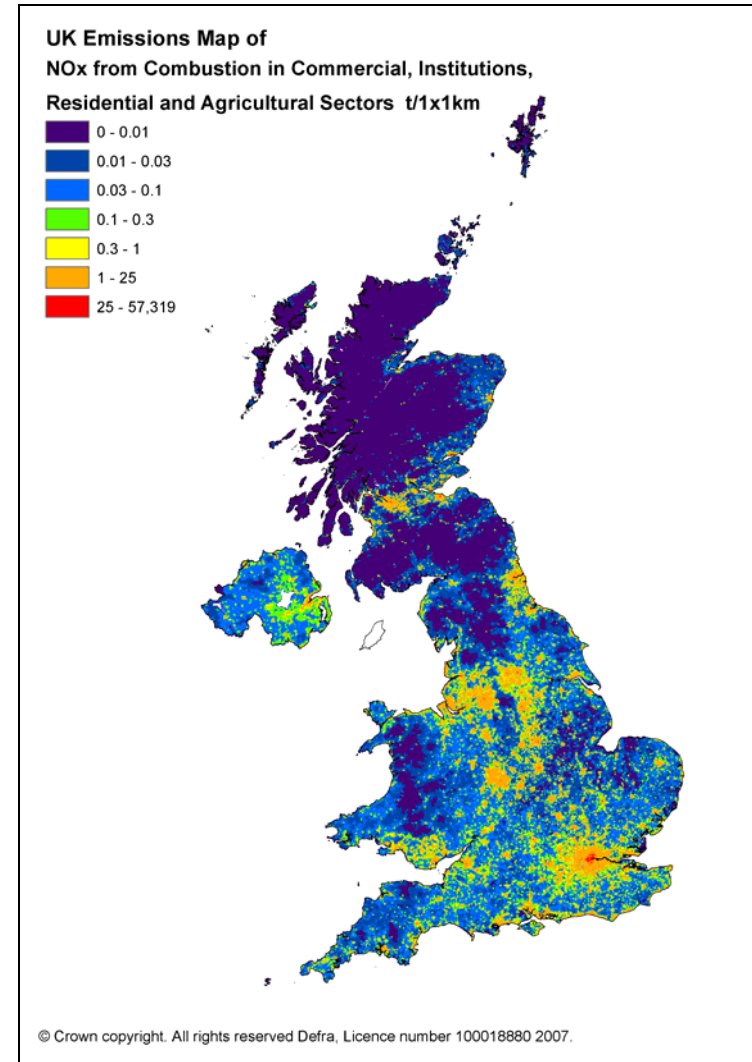 UK Emissions Map of
NOx from Combustion in Commercial, Institutions,
Residential and Agricultural Sectors t/1x1km
0 - 0.01
0.01 - 0.03
0.03 - 0.1
0.1 - 0.3
0.3 - 1
1 - 25
25 - 57,319
© Crown copyright. All rights reserved Defra, Licence number 100018880 2007.